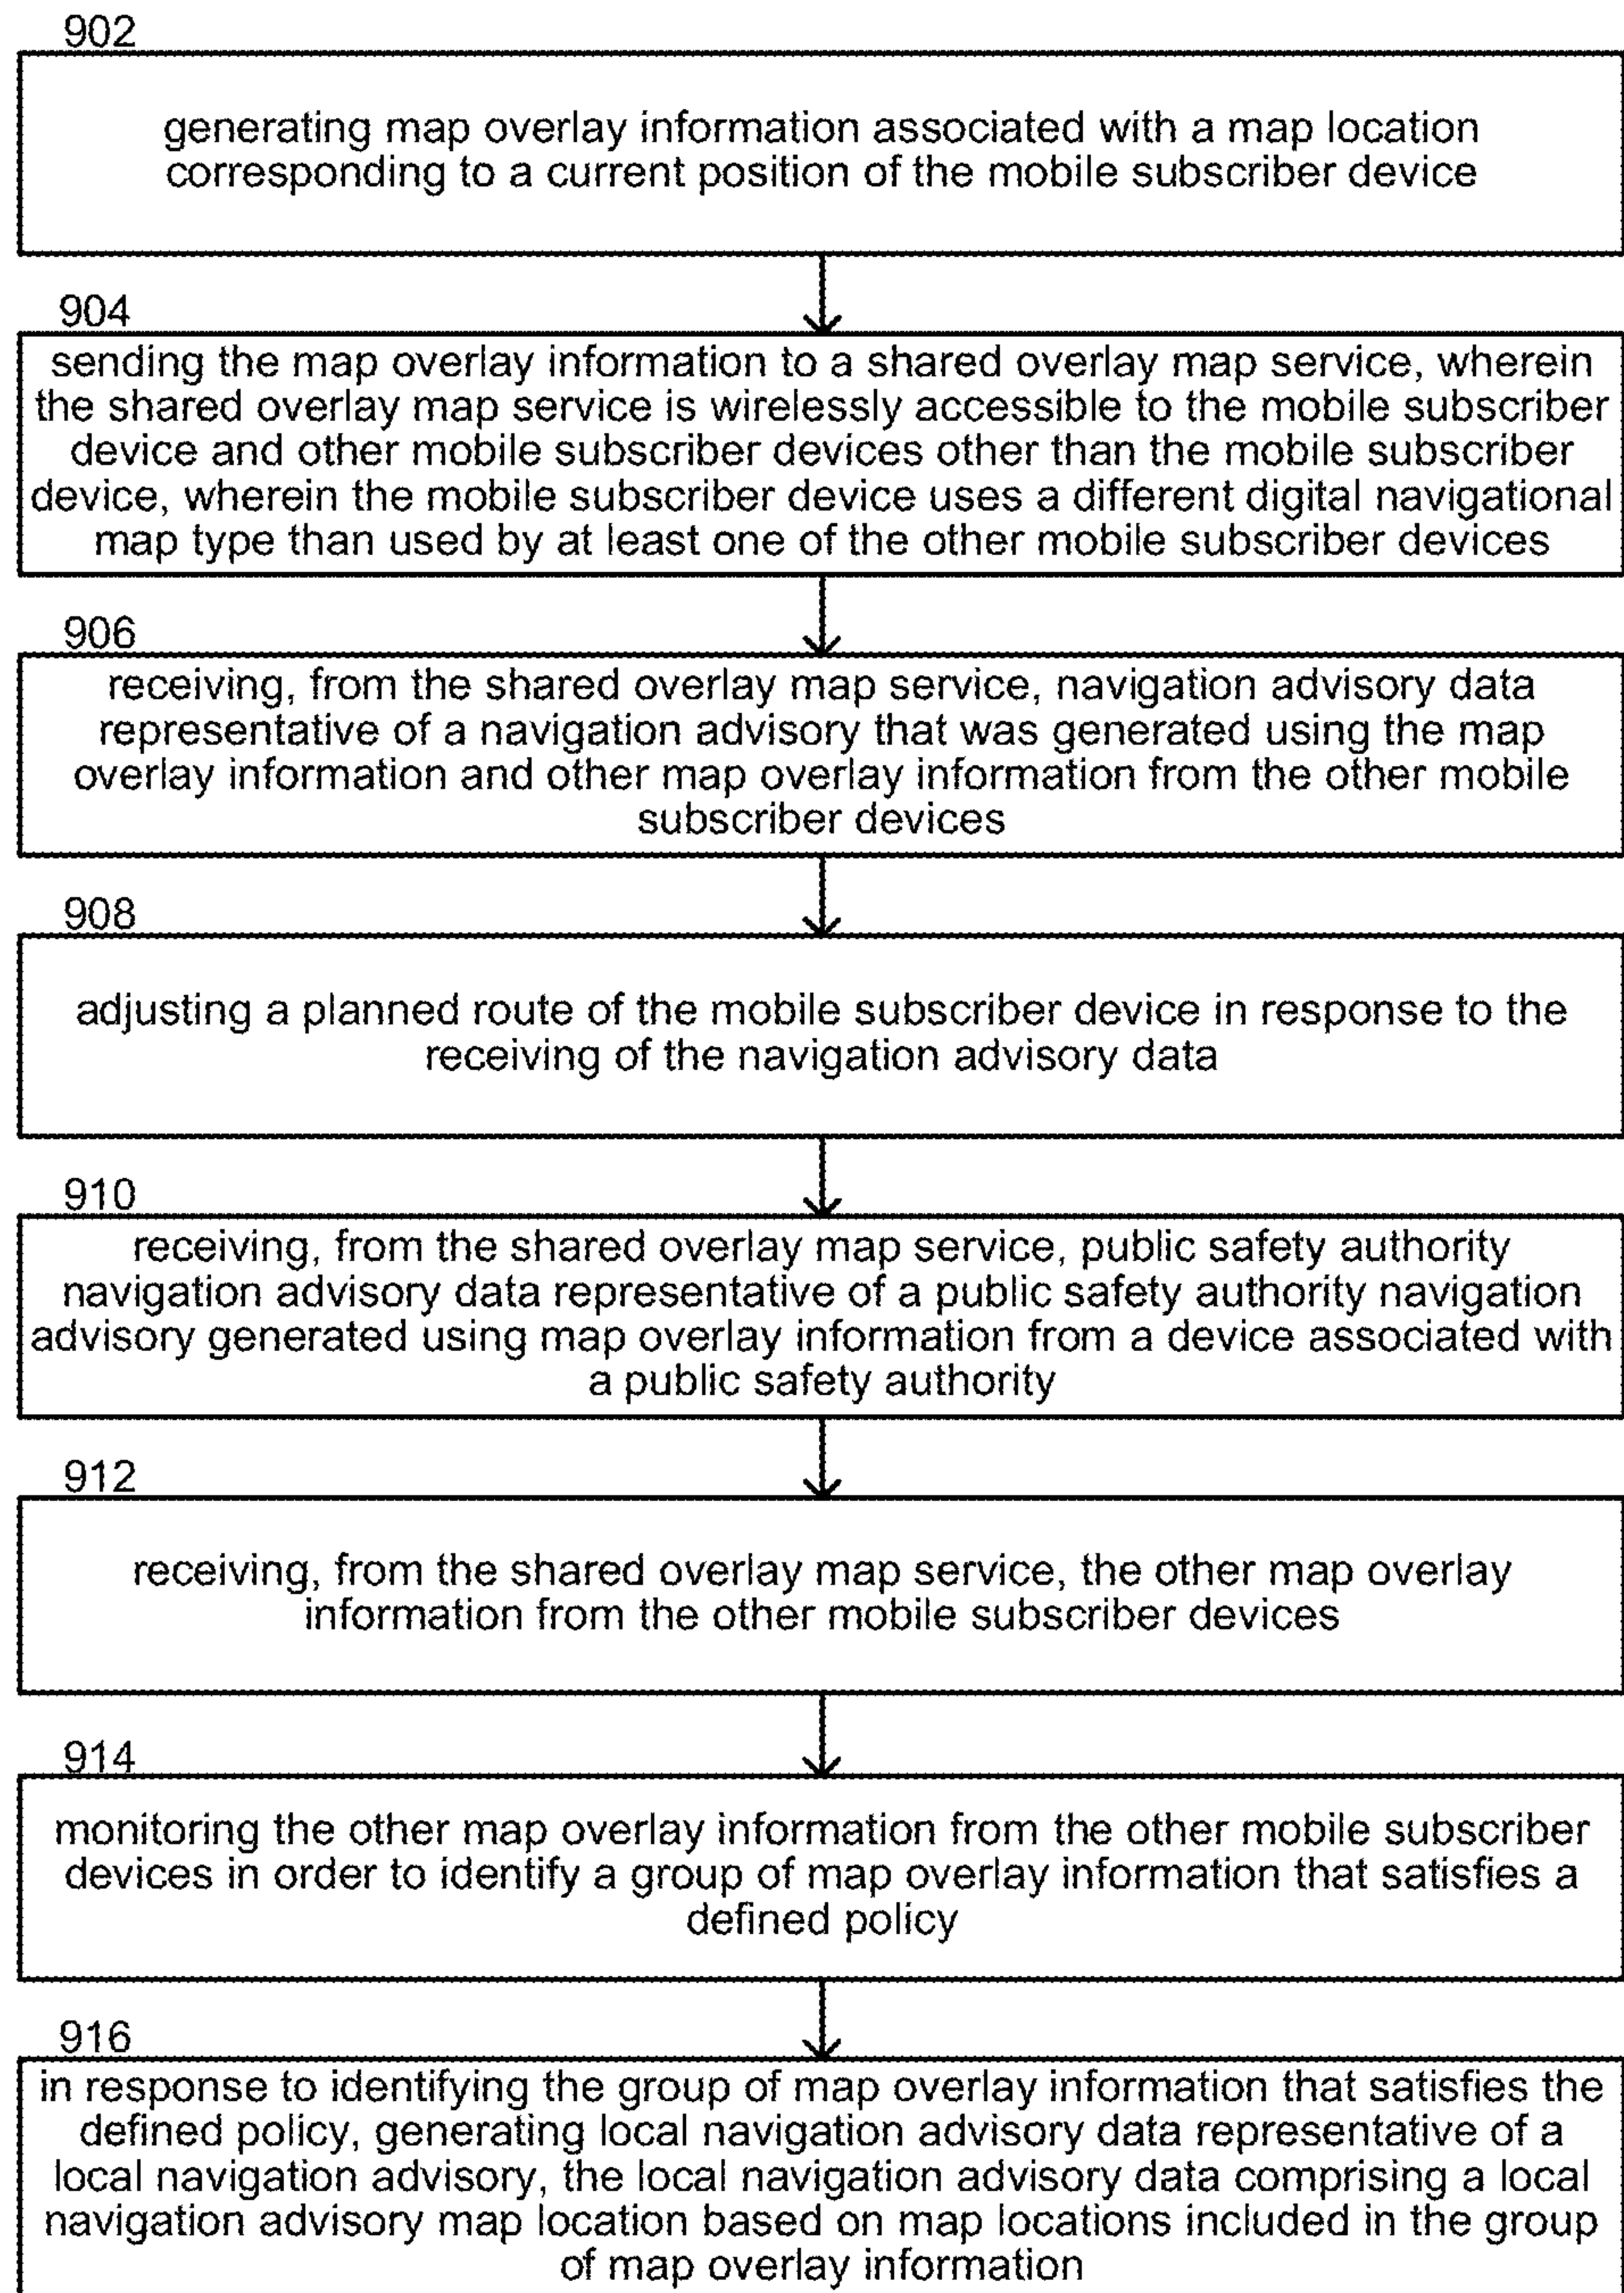 902
generating map overlay information associated with a map location
corresponding to a current position of the mobile subscriber device
904
sending the map overlay information to a shared overlay map service, wherein
the shared overlay map service is wirelessly accessible to the mobile subscriber
device and other mobile subscriber devices other than the mobile subscriber
device, wherein the mobile subscriber device uses a different digital navigational
map type than used by at least one of the other mobile subscriber devices
906
receiving, from the shared overlay map service, navigation advisory data
representative of a navigation advisory that was generated using the map
overlay information and other map overlay information from the other mobile
subscriber devices
908
adjusting a planned route of the mobile subscriber device in response to the
receiving of the navigation advisory data
910
receiving, from the shared overlay map service, public safety authority
navigation advisory data representative of a public safety authority navigation
advisory generated using map overlay information from a device associated with
a public safety authority
912
receiving, from the shared overlay map service, the other map overlay
information from the other mobile subscriber devices
914
monitoring the other map overlay information from the other mobile subscriber
devices in order to identify a group of map overlay information that satisfies a
defined policy
916
in response to identifying the group of map overlay information that satisfies the
defined policy, generating local navigation advisory data representative of a
local navigation advisory, the local navigation advisory data comprising a local
navigation advisory map location based on map locations included in the group
of map overlay information